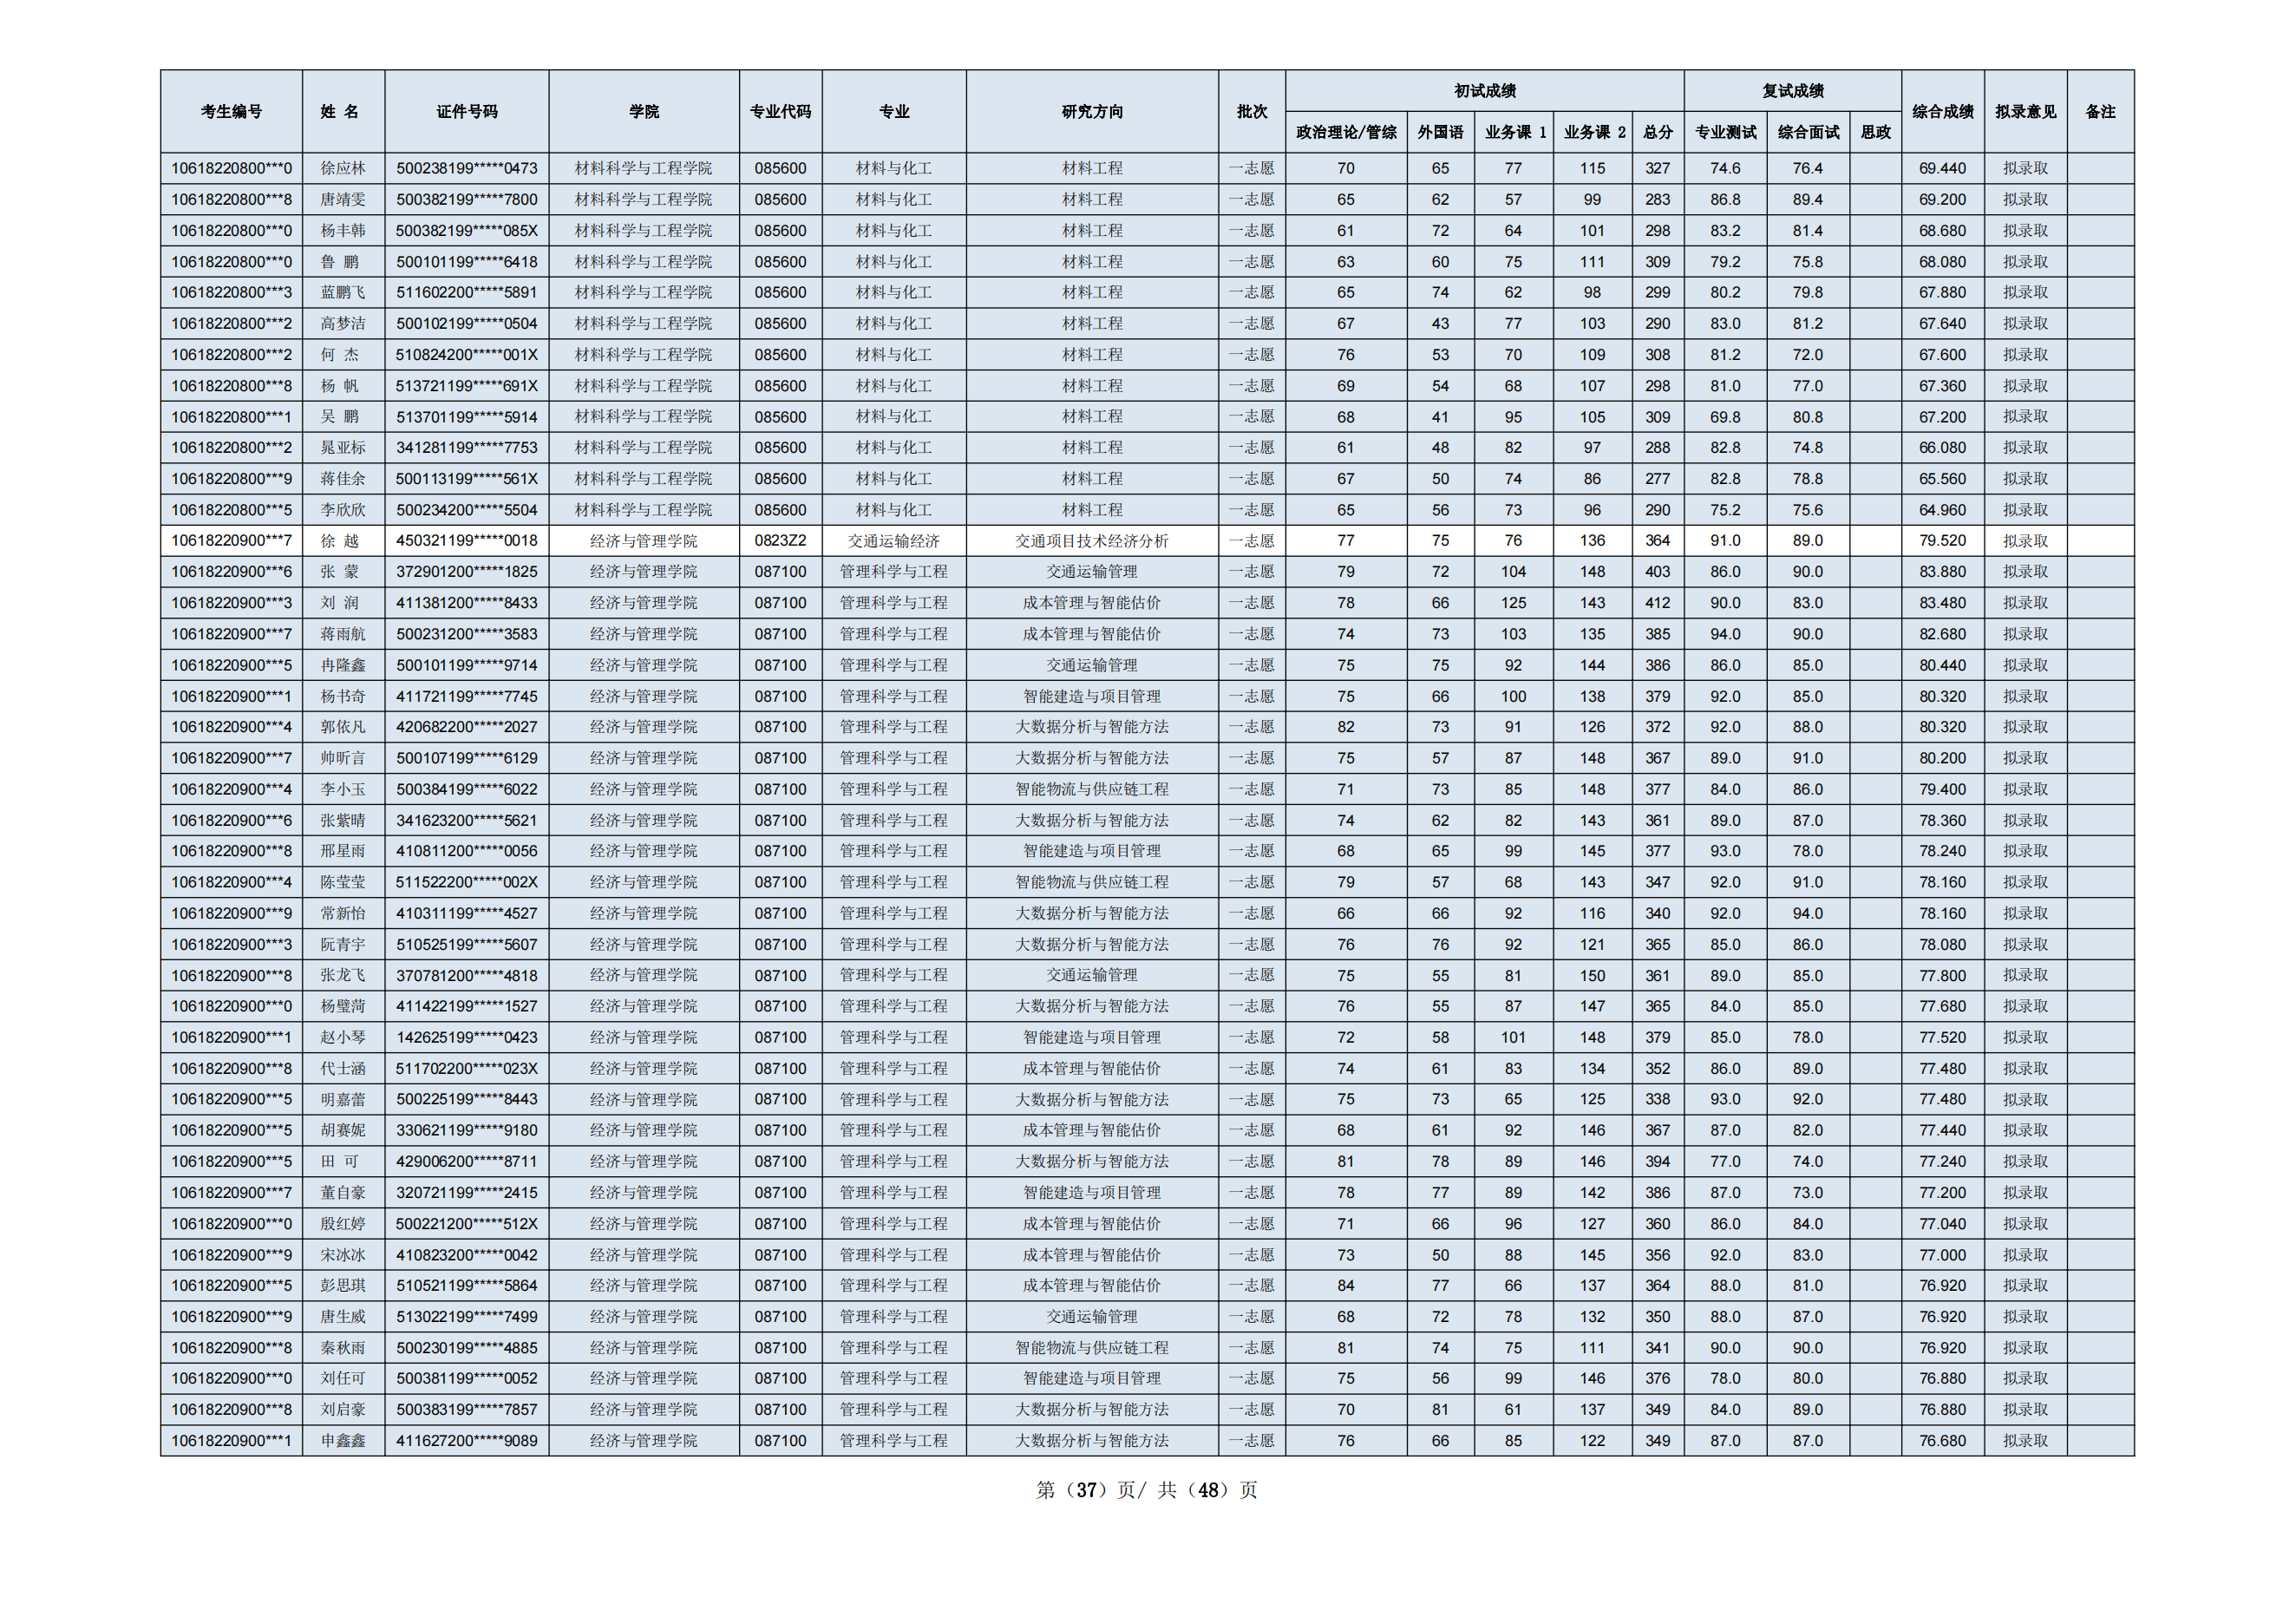 考生编号 姓 名 证件号码 学院 专业代码 专业 研究方向 批次 初试成绩 复试成绩 综合成绩 拟录意见 备注
政治理论/管综 外国语 业务课 1 业务课 2 总分 专业测试 综合面试 思政
10618220800***0 徐应林 500238199*****0473 材料科学与工程学院 085600 材料与化工 材料工程 一志愿 70 65 77 115 327 74.6 76.4 69.440 拟录取
10618220800***8 唐靖雯 500382199*****7800 材料科学与工程学院 085600 材料与化工 材料工程 一志愿 65 62 57 99 283 86.8 89.4 69.200 拟录取
10618220800***0 杨丰韩 500382199*****085X 材料科学与工程学院 085600 材料与化工 材料工程 一志愿 61 72 64 101 298 83.2 81.4 68.680 拟录取
10618220800***0 鲁 鹏 500101199*****6418 材料科学与工程学院 085600 材料与化工 材料工程 一志愿 63 60 75 111 309 79.2 75.8 68.080 拟录取
10618220800***3 蓝鹏飞 511602200*****5891 材料科学与工程学院 085600 材料与化工 材料工程 一志愿 65 74 62 98 299 80.2 79.8 67.880 拟录取
10618220800***2 高梦洁 500102199*****0504 材料科学与工程学院 085600 材料与化工 材料工程 一志愿 67 43 77 103 290 83.0 81.2 67.640 拟录取
10618220800***2 何 杰 510824200*****001X 材料科学与工程学院 085600 材料与化工 材料工程 一志愿 76 53 70 109 308 81.2 72.0 67.600 拟录取
10618220800***8 杨 帆 513721199*****691X 材料科学与工程学院 085600 材料与化工 材料工程 一志愿 69 54 68 107 298 81.0 77.0 67.360 拟录取
10618220800***1 吴 鹏 513701199*****5914 材料科学与工程学院 085600 材料与化工 材料工程 一志愿 68 41 95 105 309 69.8 80.8 67.200 拟录取
10618220800***2 晁亚标 341281199*****7753 材料科学与工程学院 085600 材料与化工 材料工程 一志愿 61 48 82 97 288 82.8 74.8 66.080 拟录取
10618220800***9 蒋佳余 500113199*****561X 材料科学与工程学院 085600 材料与化工 材料工程 一志愿 67 50 74 86 277 82.8 78.8 65.560 拟录取
10618220800***5 李欣欣 500234200*****5504 材料科学与工程学院 085600 材料与化工 材料工程 一志愿 65 56 73 96 290 75.2 75.6 64.960 拟录取
10618220900***7 徐 越 450321199*****0018 经济与管理学院 0823Z2 交通运输经济 交通项目技术经济分析 一志愿 77 75 76 136 364 91.0 89.0 79.520 拟录取
10618220900***6 张 蒙 372901200*****1825 经济与管理学院 087100 管理科学与工程 交通运输管理 一志愿 79 72 104 148 403 86.0 90.0 83.880 拟录取
10618220900***3 刘 润 411381200*****8433 经济与管理学院 087100 管理科学与工程 成本管理与智能估价 一志愿 78 66 125 143 412 90.0 83.0 83.480 拟录取
10618220900***7 蒋雨航 500231200*****3583 经济与管理学院 087100 管理科学与工程 成本管理与智能估价 一志愿 74 73 103 135 385 94.0 90.0 82.680 拟录取
10618220900***5 冉隆鑫 500101199*****9714 经济与管理学院 087100 管理科学与工程 交通运输管理 一志愿 75 75 92 144 386 86.0 85.0 80.440 拟录取
10618220900***1 杨书奇 411721199*****7745 经济与管理学院 087100 管理科学与工程 智能建造与项目管理 一志愿 75 66 100 138 379 92.0 85.0 80.320 拟录取
10618220900***4 郭依凡 420682200*****2027 经济与管理学院 087100 管理科学与工程 大数据分析与智能方法 一志愿 82 73 91 126 372 92.0 88.0 80.320 拟录取
10618220900***7 帅昕言 500107199*****6129 经济与管理学院 087100 管理科学与工程 大数据分析与智能方法 一志愿 75 57 87 148 367 89.0 91.0 80.200 拟录取
10618220900***4 李小玉 500384199*****6022 经济与管理学院 087100 管理科学与工程 智能物流与供应链工程 一志愿 71 73 85 148 377 84.0 86.0 79.400 拟录取
10618220900***6 张紫晴 341623200*****5621 经济与管理学院 087100 管理科学与工程 大数据分析与智能方法 一志愿 74 62 82 143 361 89.0 87.0 78.360 拟录取
10618220900***8 邢星雨 410811200*****0056 经济与管理学院 087100 管理科学与工程 智能建造与项目管理 一志愿 68 65 99 145 377 93.0 78.0 78.240 拟录取
10618220900***4 陈莹莹 511522200*****002X 经济与管理学院 087100 管理科学与工程 智能物流与供应链工程 一志愿 79 57 68 143 347 92.0 91.0 78.160 拟录取
10618220900***9 常新怡 410311199*****4527 经济与管理学院 087100 管理科学与工程 大数据分析与智能方法 一志愿 66 66 92 116 340 92.0 94.0 78.160 拟录取
10618220900***3 阮青宇 510525199*****5607 经济与管理学院 087100 管理科学与工程 大数据分析与智能方法 一志愿 76 76 92 121 365 85.0 86.0 78.080 拟录取
10618220900***8 张龙飞 370781200*****4818 经济与管理学院 087100 管理科学与工程 交通运输管理 一志愿 75 55 81 150 361 89.0 85.0 77.800 拟录取
10618220900***0 杨璧菏 411422199*****1527 经济与管理学院 087100 管理科学与工程 大数据分析与智能方法 一志愿 76 55 87 147 365 84.0 85.0 77.680 拟录取
10618220900***1 赵小琴 142625199*****0423 经济与管理学院 087100 管理科学与工程 智能建造与项目管理 一志愿 72 58 101 148 379 85.0 78.0 77.520 拟录取
10618220900***8 代士涵 511702200*****023X 经济与管理学院 087100 管理科学与工程 成本管理与智能估价 一志愿 74 61 83 134 352 86.0 89.0 77.480 拟录取
10618220900***5 明嘉蕾 500225199*****8443 经济与管理学院 087100 管理科学与工程 大数据分析与智能方法 一志愿 75 73 65 125 338 93.0 92.0 77.480 拟录取
10618220900***5 胡赛妮 330621199*****9180 经济与管理学院 087100 管理科学与工程 成本管理与智能估价 一志愿 68 61 92 146 367 87.0 82.0 77.440 拟录取
10618220900***5 田 可 429006200*****8711 经济与管理学院 087100 管理科学与工程 大数据分析与智能方法 一志愿 81 78 89 146 394 77.0 74.0 77.240 拟录取
10618220900***7 董自豪 320721199*****2415 经济与管理学院 087100 管理科学与工程 智能建造与项目管理 一志愿 78 77 89 142 386 87.0 73.0 77.200 拟录取
10618220900***0 殷红婷 500221200*****512X 经济与管理学院 087100 管理科学与工程 成本管理与智能估价 一志愿 71 66 96 127 360 86.0 84.0 77.040 拟录取
10618220900***9 宋冰冰 410823200*****0042 经济与管理学院 087100 管理科学与工程 成本管理与智能估价 一志愿 73 50 88 145 356 92.0 83.0 77.000 拟录取
10618220900***5 彭思琪 510521199*****5864 经济与管理学院 087100 管理科学与工程 成本管理与智能估价 一志愿 84 77 66 137 364 88.0 81.0 76.920 拟录取
10618220900***9 唐生威 513022199*****7499 经济与管理学院 087100 管理科学与工程 交通运输管理 一志愿 68 72 78 132 350 88.0 87.0 76.920 拟录取
10618220900***8 秦秋雨 500230199*****4885 经济与管理学院 087100 管理科学与工程 智能物流与供应链工程 一志愿 81 74 75 111 341 90.0 90.0 76.920 拟录取
10618220900***0 刘任可 500381199*****0052 经济与管理学院 087100 管理科学与工程 智能建造与项目管理 一志愿 75 56 99 146 376 78.0 80.0 76.880 拟录取
10618220900***8 刘启豪 500383199*****7857 经济与管理学院 087100 管理科学与工程 大数据分析与智能方法 一志愿 70 81 61 137 349 84.0 89.0 76.880 拟录取
10618220900***1 申鑫鑫 411627200*****9089 经济与管理学院 087100 管理科学与工程 大数据分析与智能方法 一志愿 76 66 85 122 349 87.0 87.0 76.680 拟录取
第（37）页/ 共（48）页